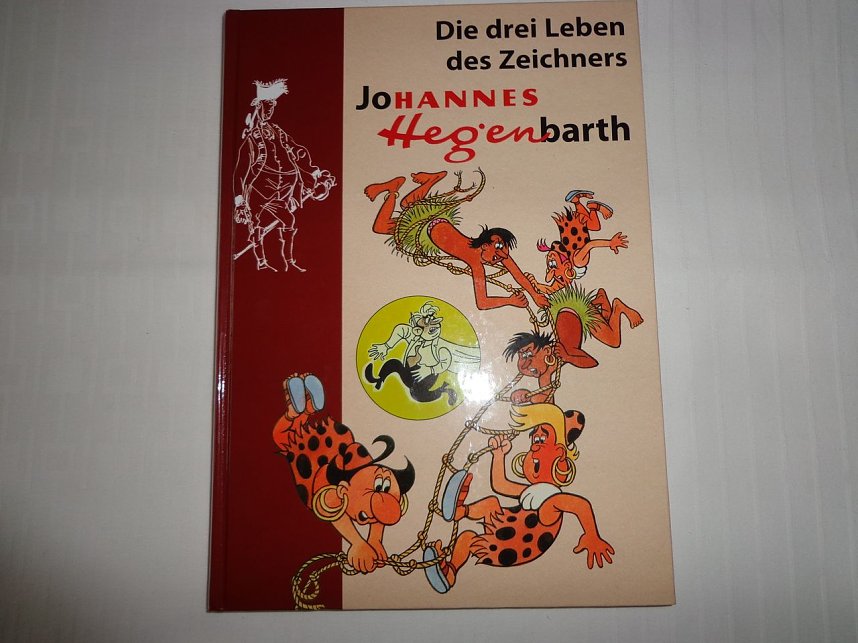 Die drei Leben
des Zeichners
JoHANNES
Hegenbarth